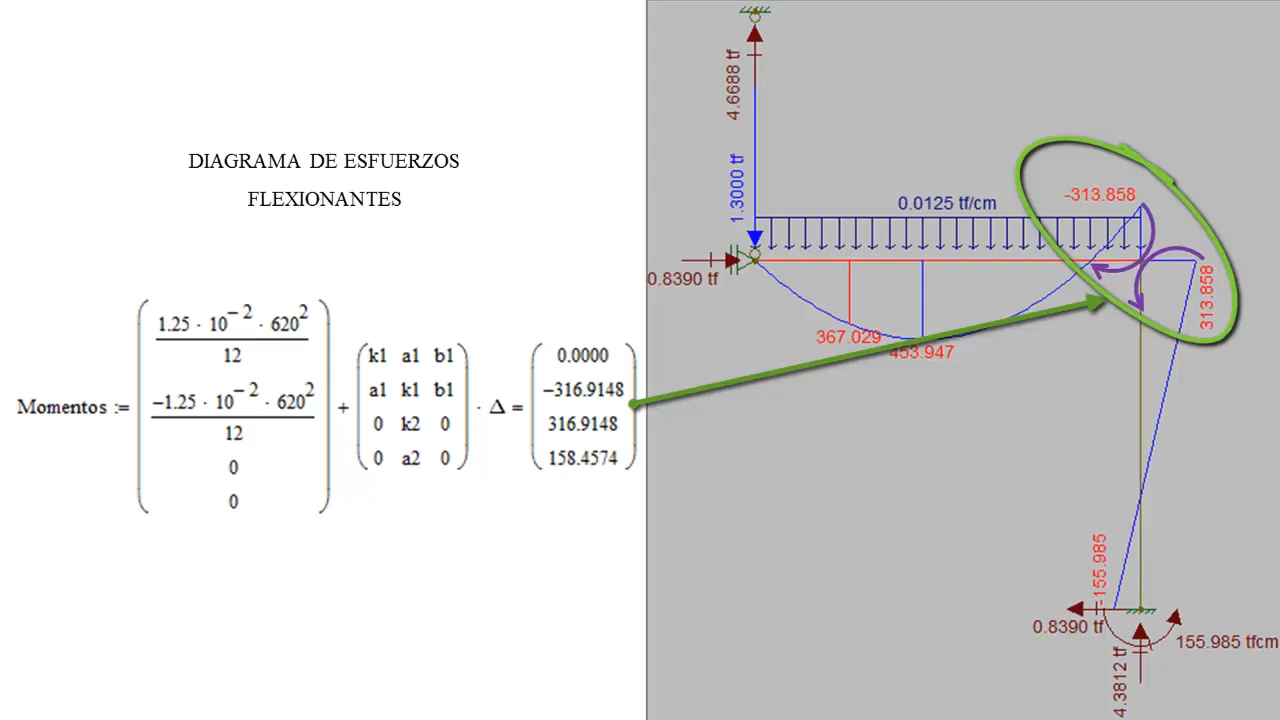 DIAGRAMA DE ESFUERZOS
FLEXIONANTES
Momentos := ( 1.25 · 10^-2 · 620^2 / 12
-1.25 · 10^-2 · 620^2 / 12
0
0 ) + ( k1 a1 b1
a1 k1 b1
0 k2 0
0 a2 0 ) · Δ = ( 0.0000
−316.9148
316.9148
158.4574 )
4.6688 tf
1.3000 tf
0.0125 tf/cm
-313.858
0.8390 tf
313.858
367.029
453.947
-155.985
0.8390 tf
155.985 tfcm
4.3812 tf